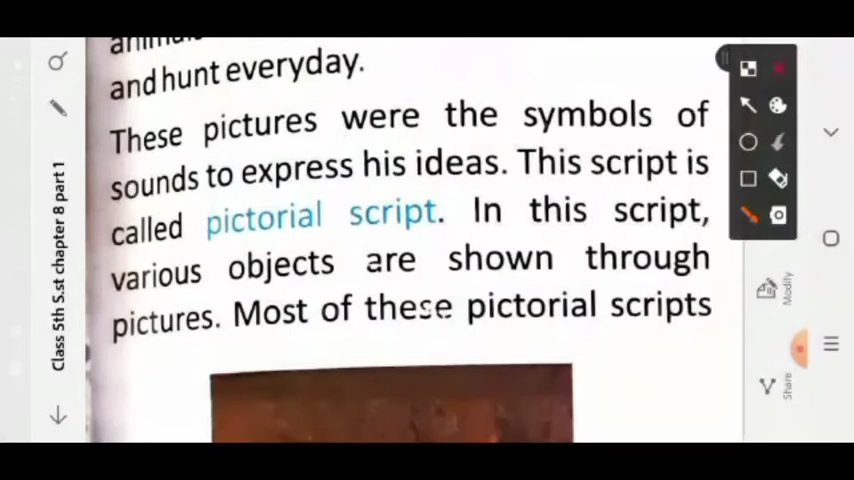 and hunt everyday.
These pictures were the symbols of
sounds to express his ideas. This script is
called pictorial script. In this script,
various objects are shown through
pictures. Most of these pictorial scripts
Class 5th S.st chapter 8 part 1
Modify
Share